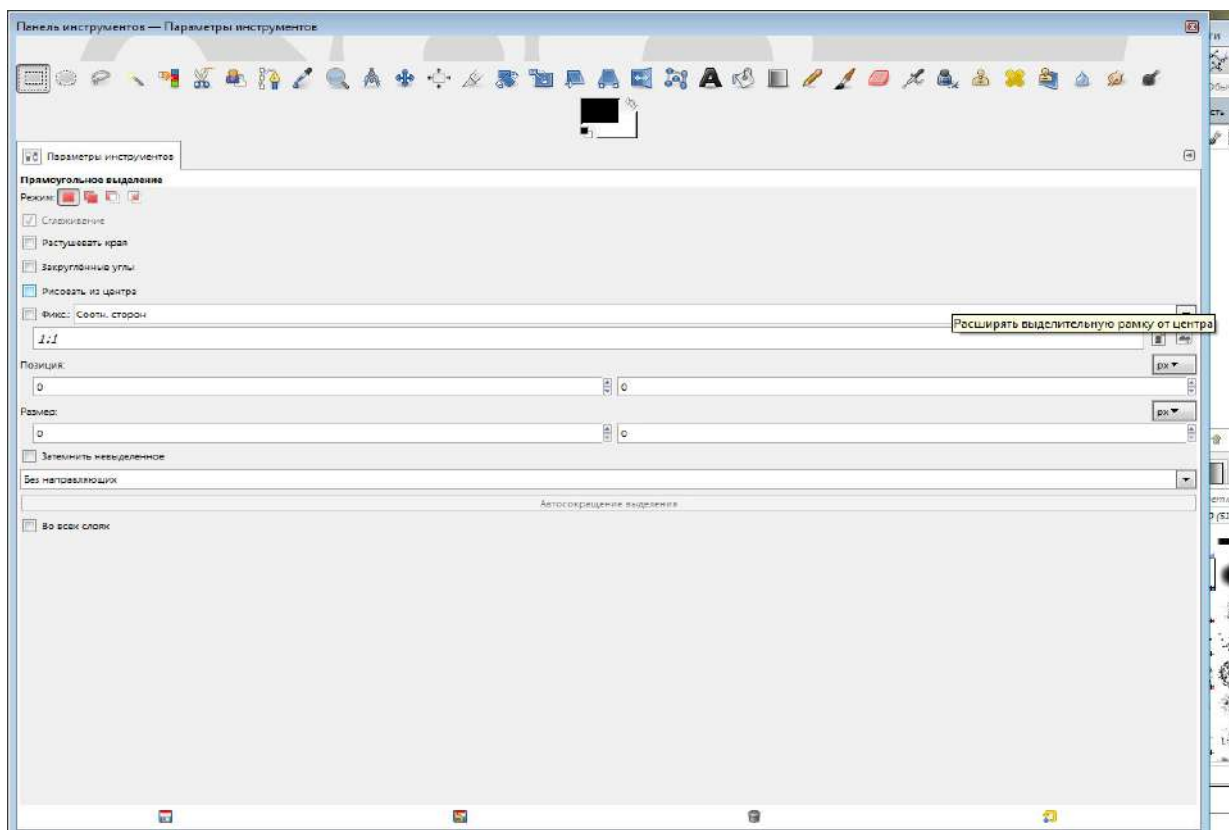 Панель инструментов — Параметры инструментов
Параметры инструментов
Прямоугольное выделение
Режим:
Сглаживание
Растушевать края
Закруглённые углы
Рисовать из центра
Фикс.: Соотн. сторон
Расширять выделительную рамку от центра
1:1
Позиция:
px
0
0
Размер:
px
0
0
Затемнить невыделенное
Без направляющих
Автосокращение выделения
Во всех слоях